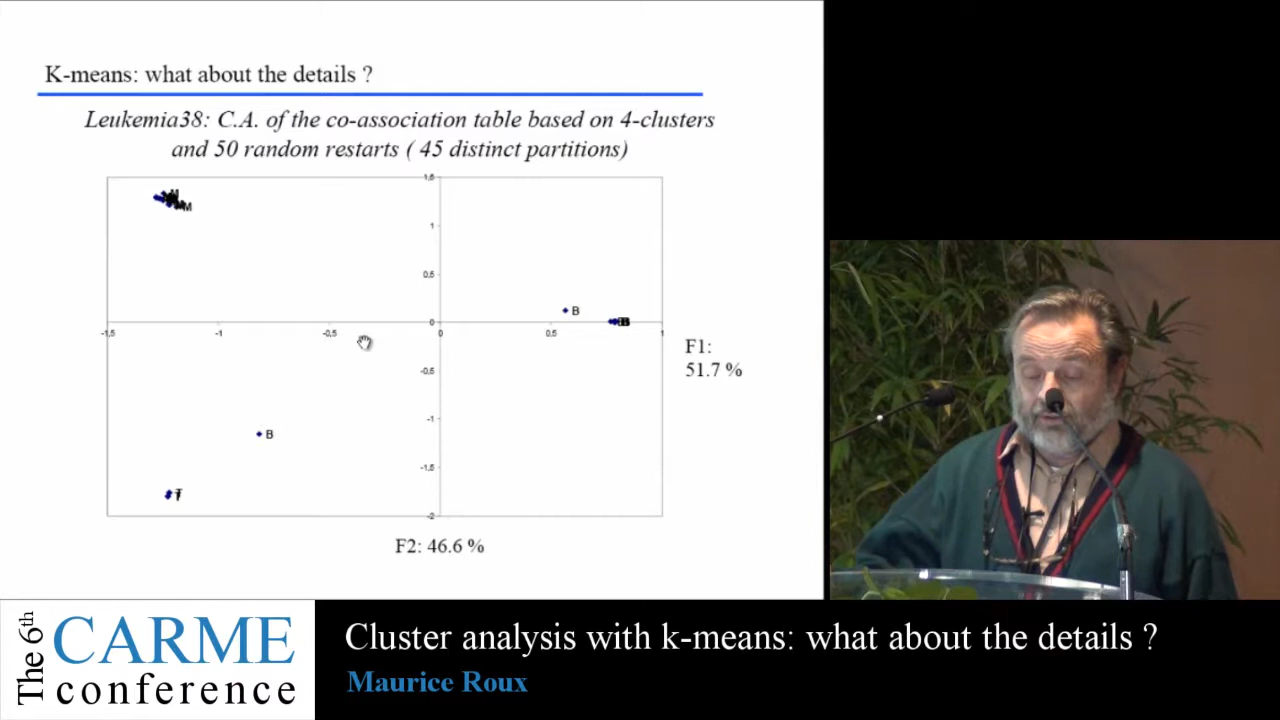 K-means: what about the details ?
Leukemia38: C.A. of the co-association table based on 4-clusters
and 50 random restarts ( 45 distinct partitions)
1,5
M
M
1
0,5
B
0
B
-1,5
-1
-0,5
0
0,5
1
F1:
51.7 %
-0,5
-1
B
-1,5
T
-2
F2: 46.6 %
The 6th
CARME
conference
Cluster analysis with k-means: what about the details ?
Maurice Roux